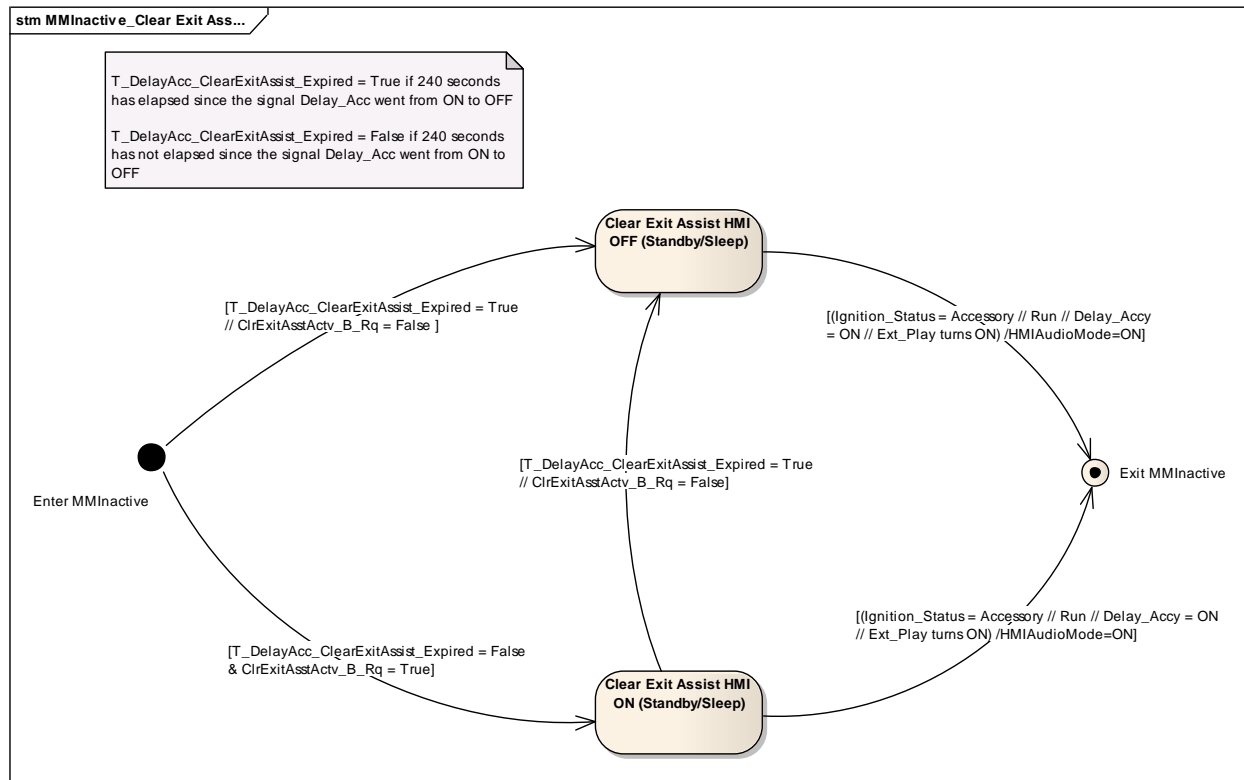 stm MMInactive_Clear Exit Ass...
T_DelayAcc_ClearExitAssist_Expired = True if 240 seconds
has elapsed since the signal Delay_Acc went from ON to OFF
T_DelayAcc_ClearExitAssist_Expired = False if 240 seconds
has not elapsed since the signal Delay_Acc went from ON to
OFF
Clear Exit Assist HMI
OFF (Standby/Sleep)
[T_DelayAcc_ClearExitAssist_Expired = True
// ClrExitAsstActv_B_Rq = False ]
[(Ignition_Status = Accessory // Run // Delay_Accy
= ON // Ext_Play turns ON) /HMIAudioMode=ON]
[T_DelayAcc_ClearExitAssist_Expired = True
// ClrExitAsstActv_B_Rq = False]
Enter MMInactive
Exit MMInactive
[T_DelayAcc_ClearExitAssist_Expired = False
& ClrExitAsstActv_B_Rq = True]
[(Ignition_Status = Accessory // Run // Delay_Accy = ON
// Ext_Play turns ON) /HMIAudioMode=ON]
Clear Exit Assist HMI
ON (Standby/Sleep)